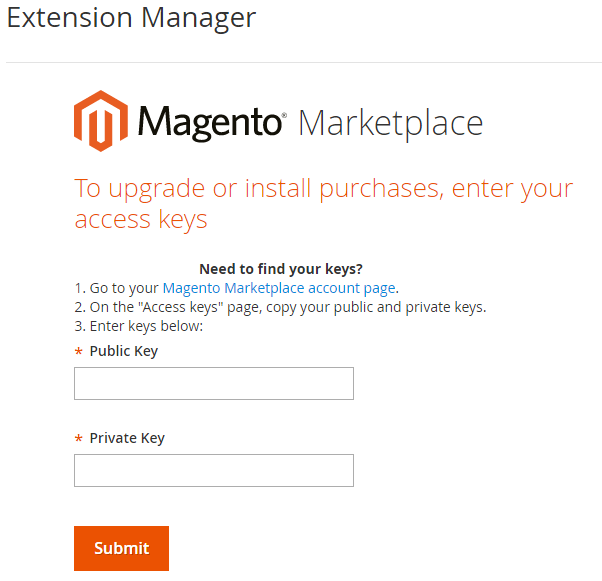 Extension Manager
Magento® Marketplace
To upgrade or install purchases, enter your
access keys
Need to find your keys?
1. Go to your Magento Marketplace account page.
2. On the "Access keys" page, copy your public and private keys.
3. Enter keys below:
* Public Key
* Private Key
Submit